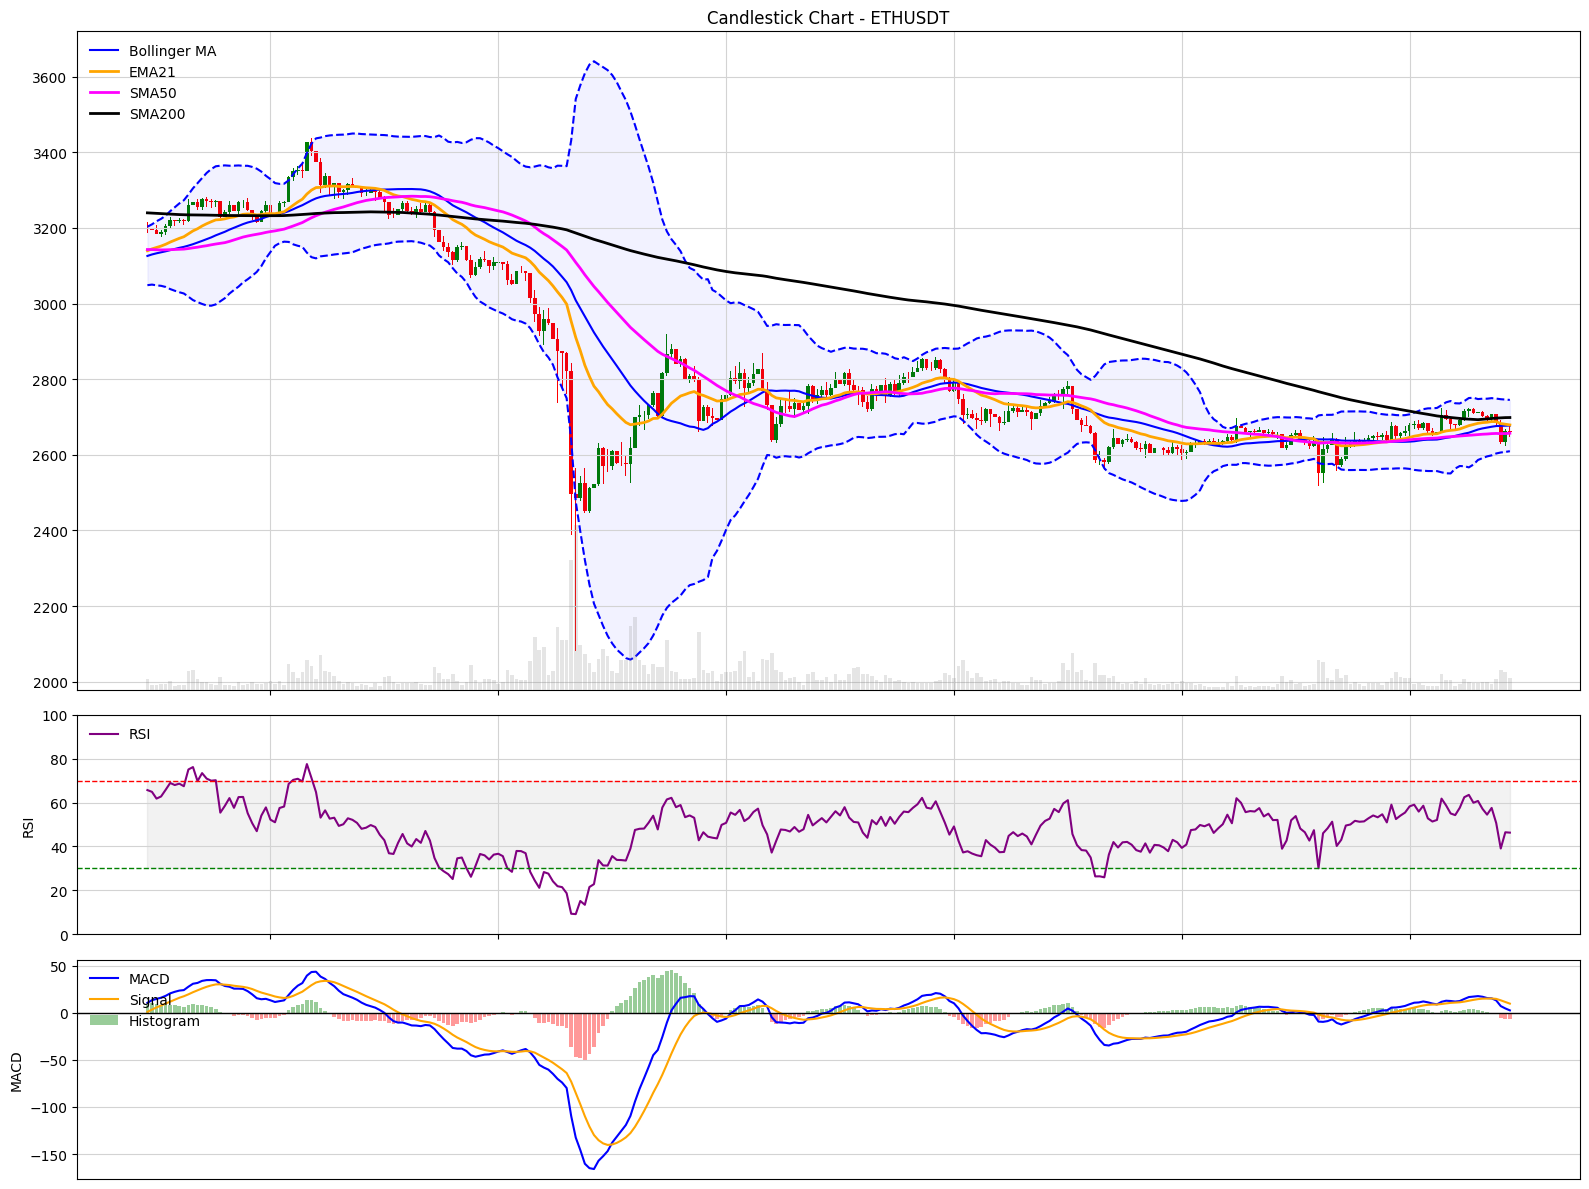 Candlestick Chart - ETHUSDT
Bollinger MA
EMA21
SMA50
SMA200
3600
3400
3200
3000
2800
2600
2400
2200
2000
RSI
RSI
100
80
60
40
20
0
MACD
Signal
Histogram
MACD
50
0
−50
−100
−150